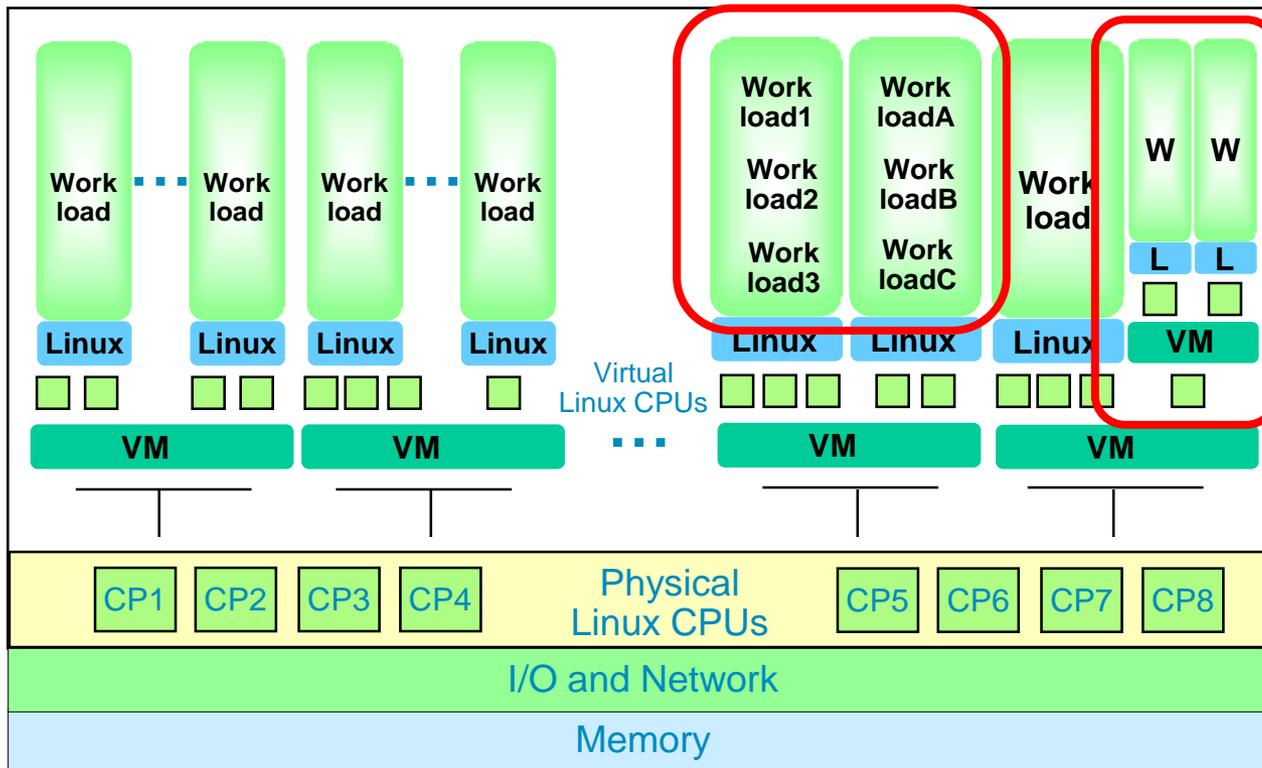 Work
load1
Work
load2
Work
load3
Work
loadA
Work
loadB
Work
loadC
W
W
Work
load
Work
load
Work
load
Work
load
Work
load
L
L
Linux
Linux
Linux
Linux
Linux
Linux
Linux
VM
Virtual
Linux CPUs
VM
VM
VM
VM
CP1
CP2
CP3
CP4
Physical
Linux CPUs
CP5
CP6
CP7
CP8
I/O and Network
Memory